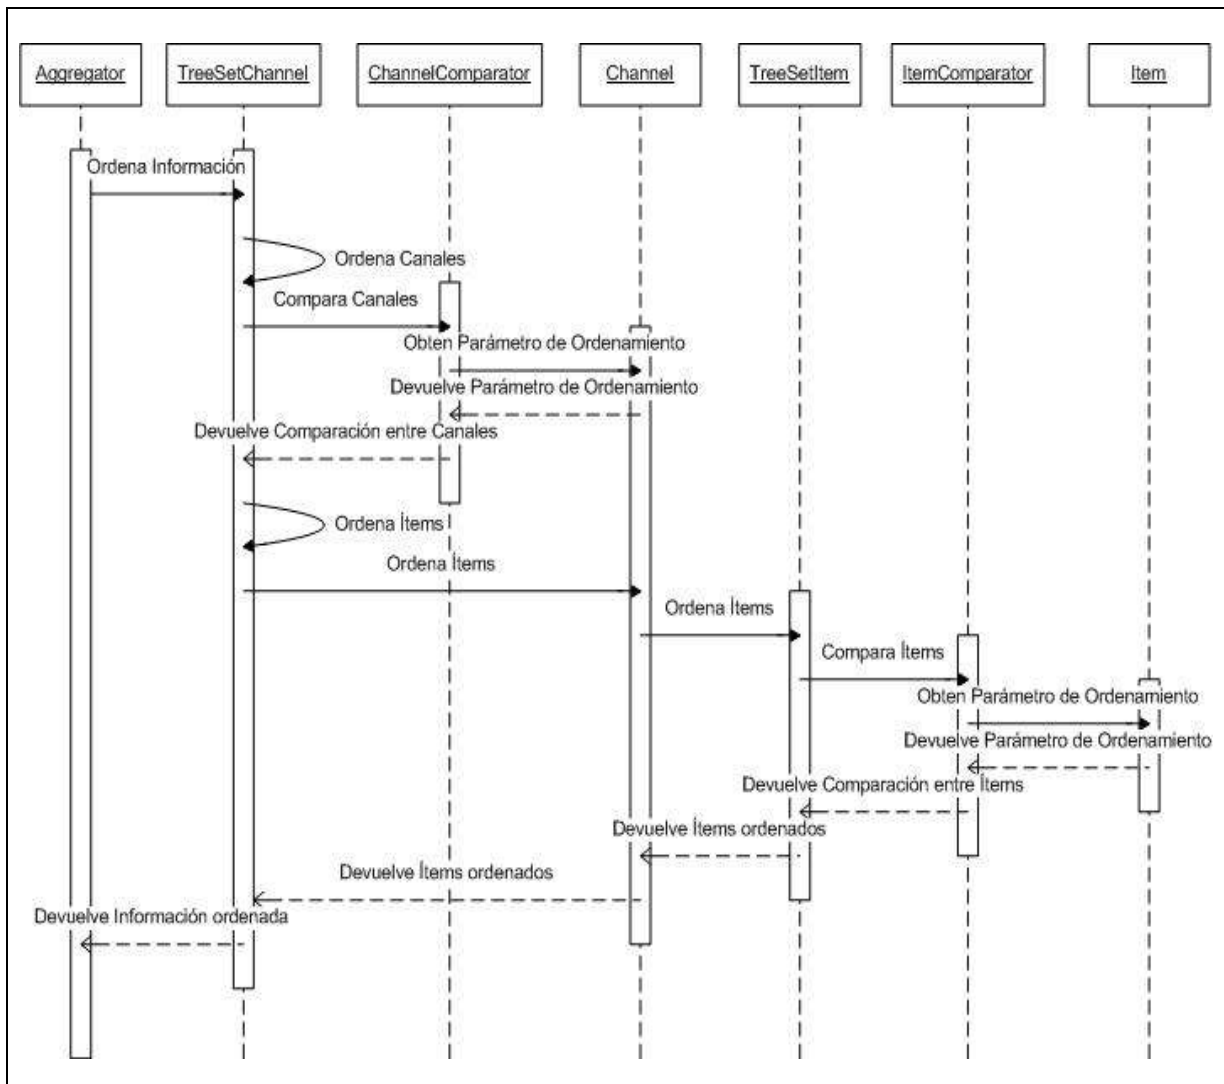 Aggregator
TreeSetChannel
ChannelComparator
Channel
TreeSetItem
ItemComparator
Item
Ordena Información
Ordena Canales
Compara Canales
Obten Parámetro de Ordenamiento
Devuelve Parámetro de Ordenamiento
Devuelve Comparación entre Canales
Ordena Ítems
Ordena Ítems
Ordena Ítems
Compara Ítems
Obten Parámetro de Ordenamiento
Devuelve Parámetro de Ordenamiento
Devuelve Comparación entre Ítems
Devuelve Ítems ordenados
Devuelve Ítems ordenados
Devuelve Información ordenada